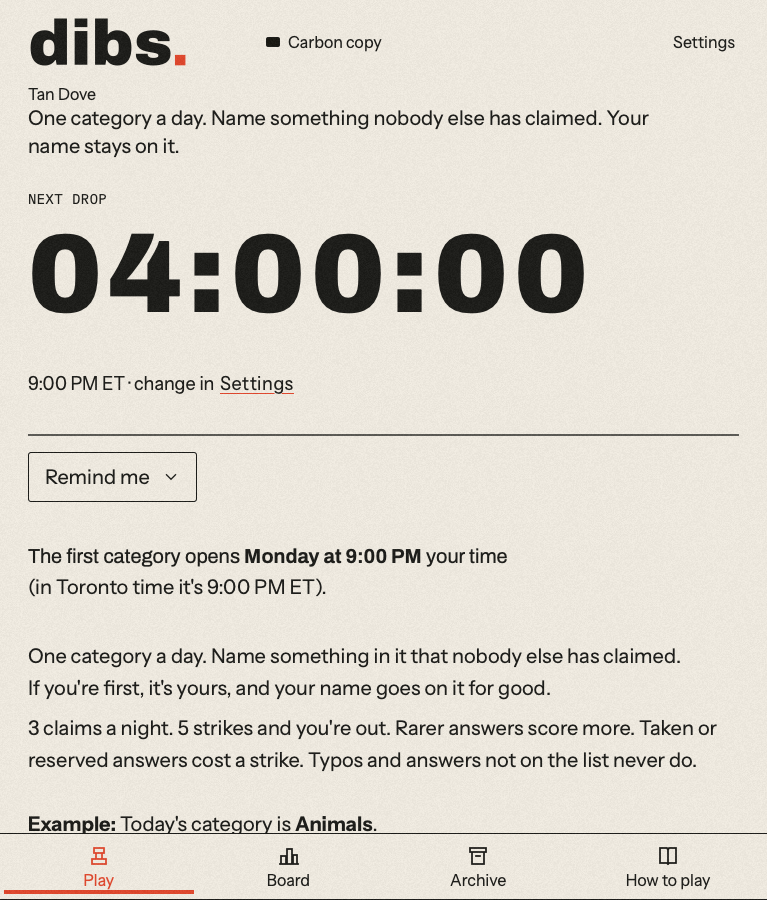 dibs.
Carbon copy
Settings
Tan Dove
One category a day. Name something nobody else has claimed. Your
name stays on it.
NEXT DROP
04:00:00
9:00 PM ET · change in Settings
Remind me
The first category opens Monday at 9:00 PM your time
(in Toronto time it's 9:00 PM ET).
One category a day. Name something in it that nobody else has claimed.
If you're first, it's yours, and your name goes on it for good.
3 claims a night. 5 strikes and you're out. Rarer answers score more. Taken or
reserved answers cost a strike. Typos and answers not on the list never do.
Example: Today's category is Animals.
Play
Board
Archive
How to play